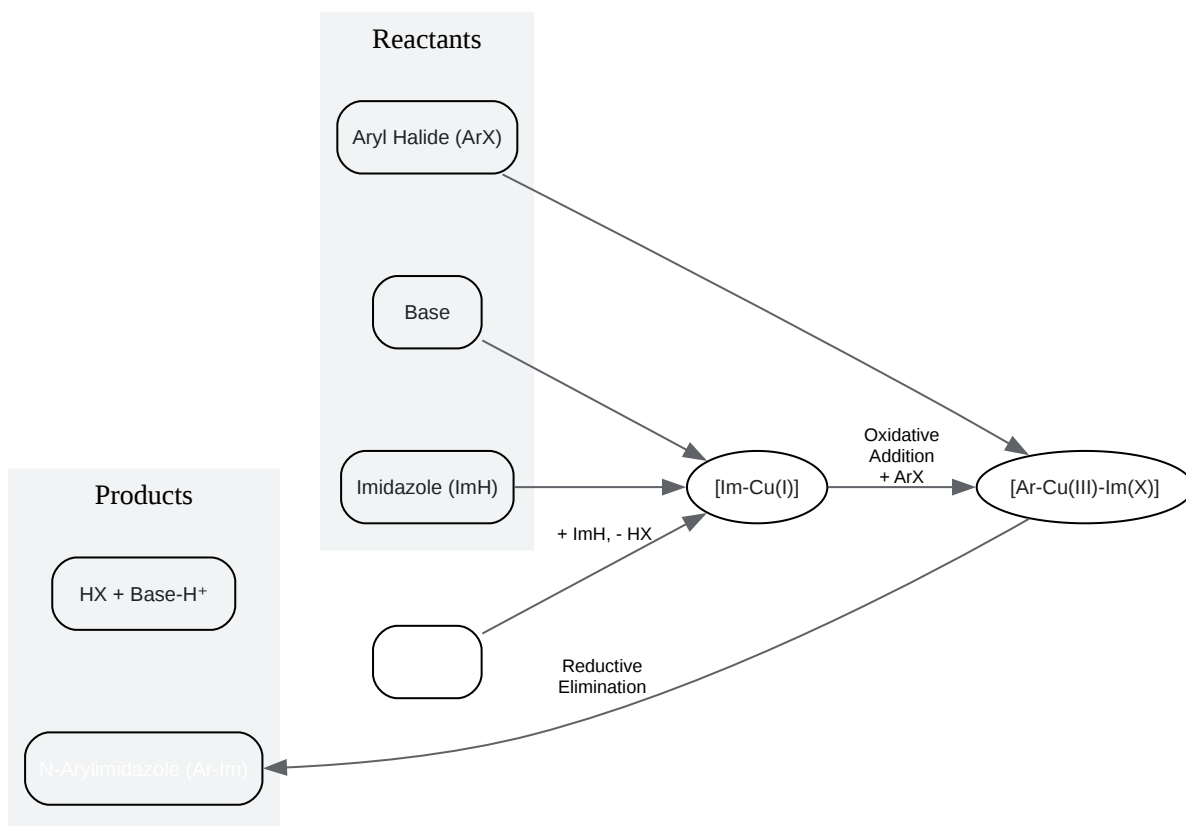 Reactants
Aryl Halide (ArX)
Base
Oxidative
Addition
+ ArX
Imidazole (ImH)
[Im-Cu(I)]
[Ar-Cu(III)-Im(X)]
Products
+ ImH, - HX
HX + Base-H⁺
Reductive
Elimination
N-Arylimidazole (Ar-Im)